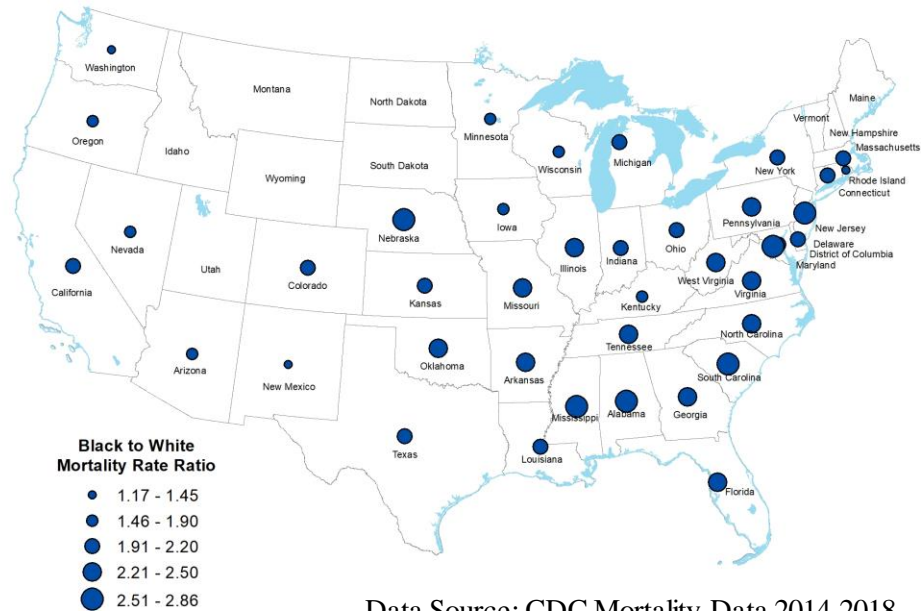 Washington
Montana
North Dakota
Minnesota
Maine
Vermont
New Hampshire
Massachusetts
Oregon
Idaho
Wyoming
South Dakota
Wisconsin
Michigan
New York
Rhode Island
Connecticut
Nebraska
Iowa
Pennsylvania
New Jersey
Nevada
Utah
Colorado
Kansas
Missouri
Illinois
Indiana
Ohio
Delaware
District of Columbia
Maryland
West Virginia
Virginia
California
Kentucky
Arizona
New Mexico
Oklahoma
Arkansas
Tennessee
North Carolina
South Carolina
Mississippi
Alabama
Georgia
Texas
Louisiana
Florida
Black to White
Mortality Rate Ratio
1.17 - 1.45
1.46 - 1.90
1.91 - 2.20
2.21 - 2.50
2.51 - 2.86
Data Source: CDC Mortality Data 2014-2018